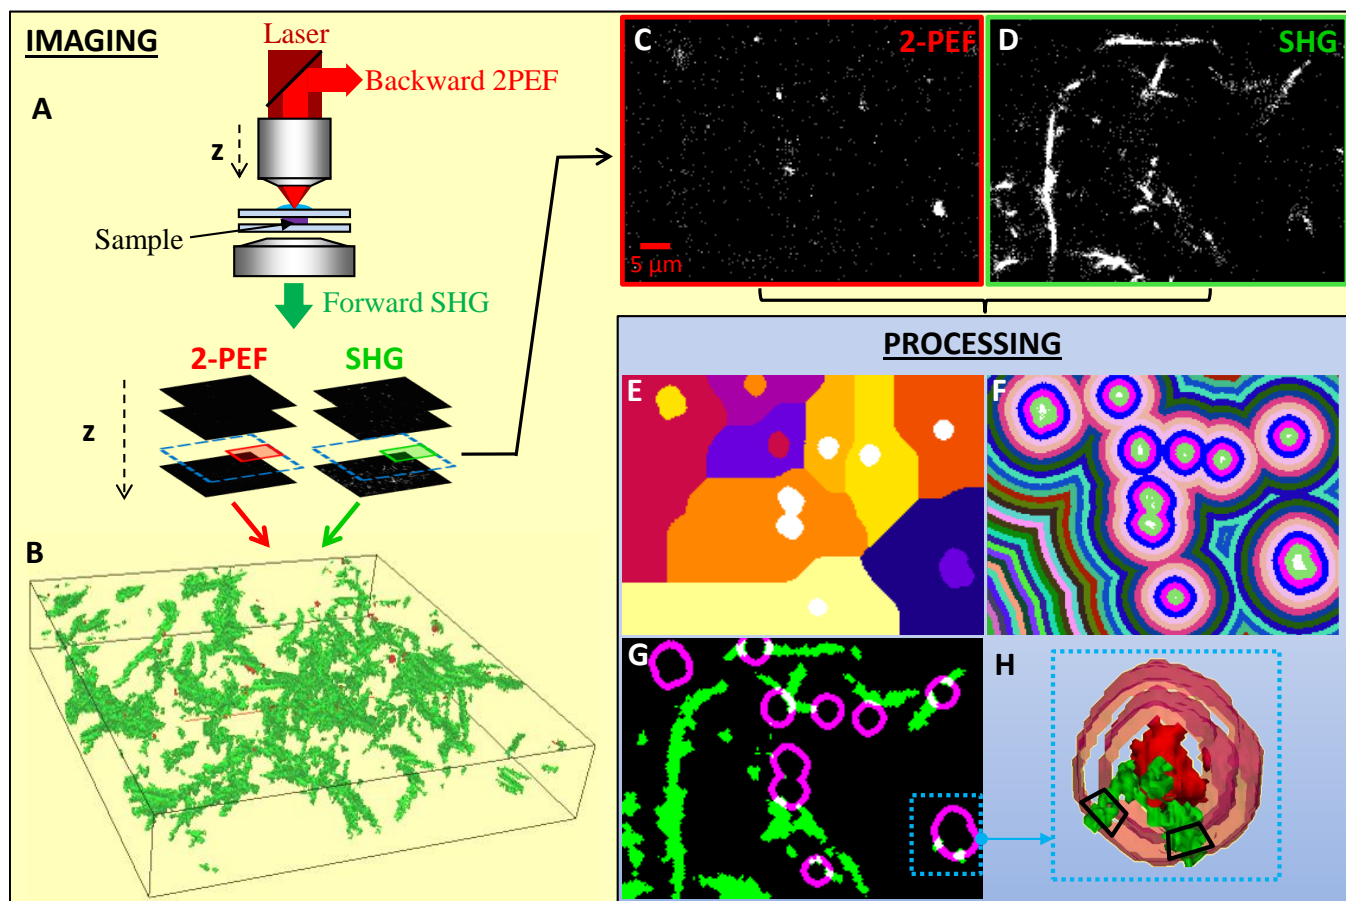 IMAGING
Laser
Backward 2PEF
A
z
Sample
Forward SHG
2-PEF
SHG
z
B
C
2-PEF
5 µm
D
SHG
PROCESSING
E
F
G
H